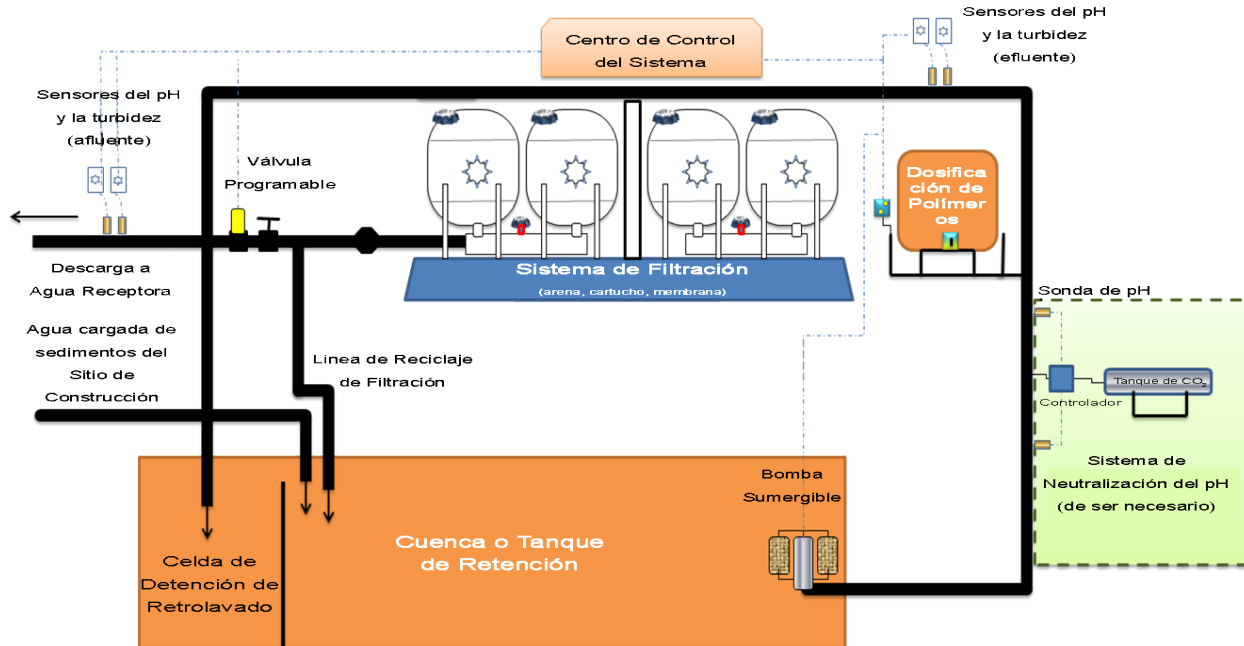 Centro de Control
del Sistema
Sensores del pH
y la turbidez
(efluente)
Sensores del pH
y la turbidez
(afluente)
Válvula
Programable
Dosifica
ción de
Polímer
os
Descarga a
Agua Receptora
Sistema de Filtración
(arena, cartucho, membrana)
Sonda de pH
Agua cargada de
sedimentos del
Sitio de
Construcción
Línea de Reciclaje
de Filtración
Tanque de CO2
Controlador
Sistema de
Neutralización del pH
(de ser necesario)
Bomba
Sumergible
Cuenca o Tanque
de Retención
Celda de
Detención de
Retrolavado